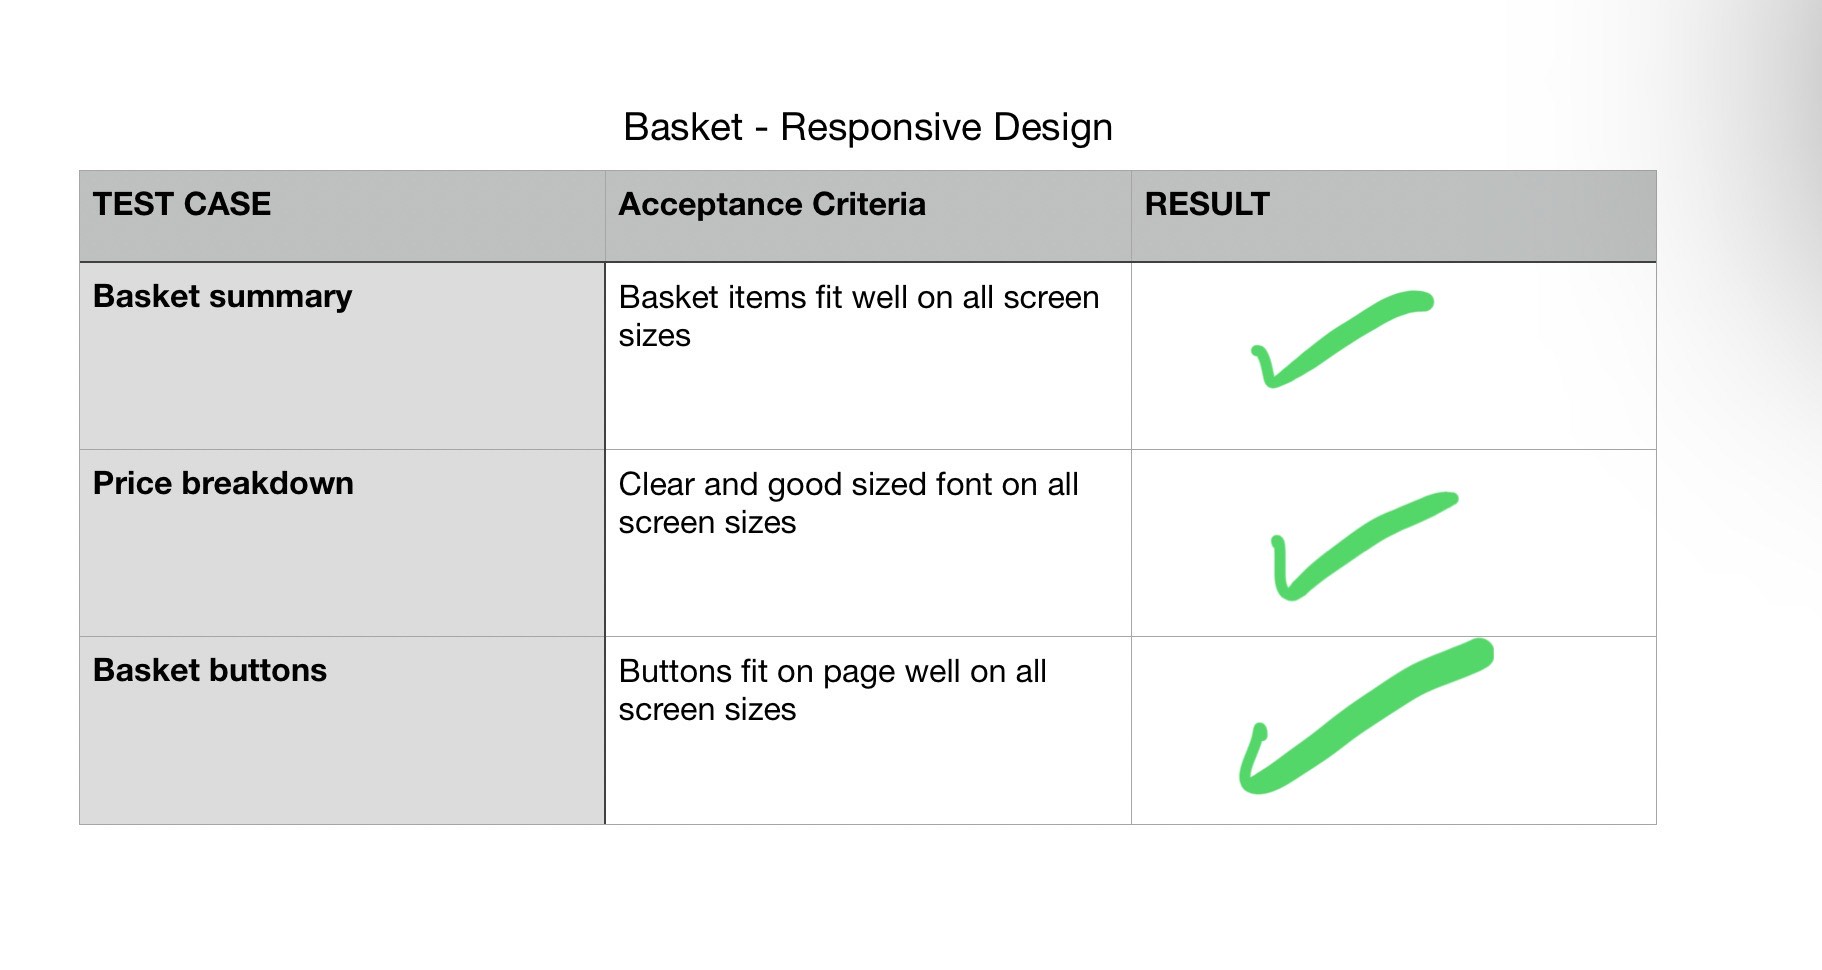 Basket - Responsive Design
TEST CASE
Acceptance Criteria
RESULT
Basket summary
Basket items fit well on all screen
sizes
Price breakdown
Clear and good sized font on all
screen sizes
Basket buttons
Buttons fit on page well on all
screen sizes